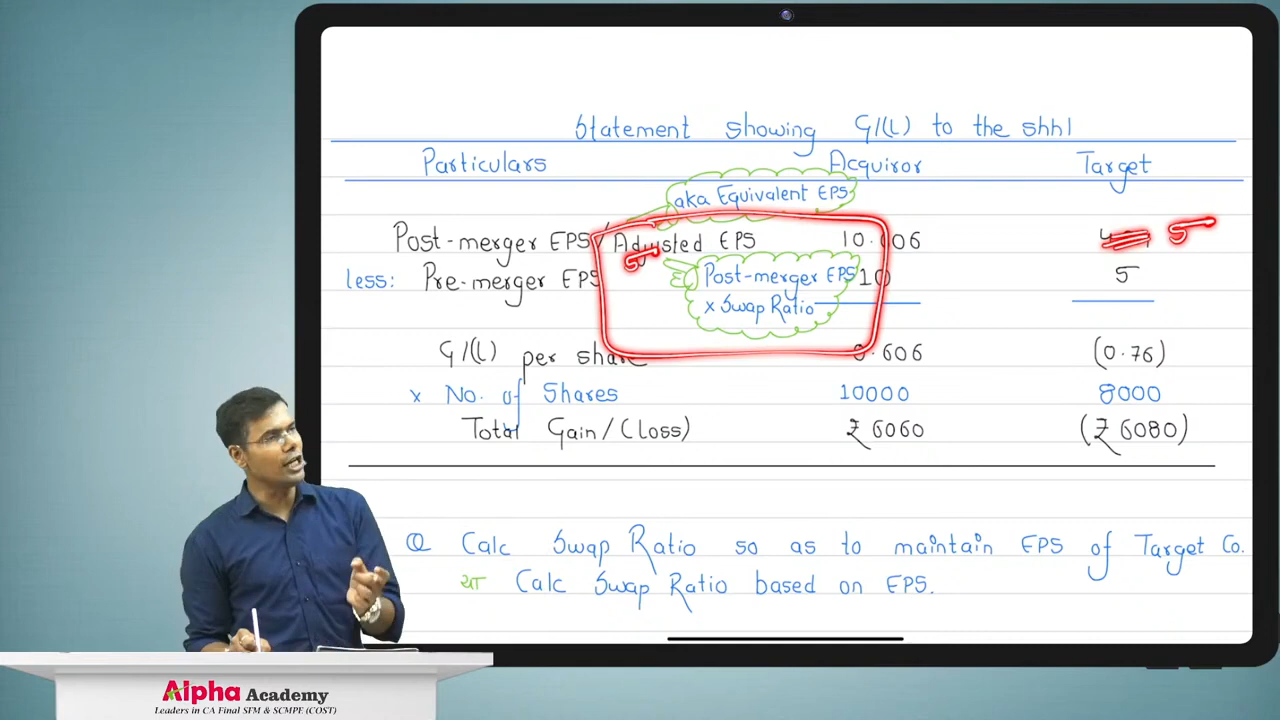 Statement showing G/(L) to the shhl
Particulars Acquiror Target
aka Equivalent EPS
Post-merger EPS/Adjusted EPS 10.606 5
5
less: Pre-merger EPS 10 5
Post-merger EPS
x Swap Ratio
G/(L) per share 0.606 (0.76)
x No. of Shares 10000 8000
Total Gain/(Loss) ₹6060 (₹6080)
Q Calc Swap Ratio so as to maintain EPS of Target Co.
या Calc Swap Ratio based on EPS.
Alpha Academy
Leaders in CA Final SFM & SCMPE (COST)